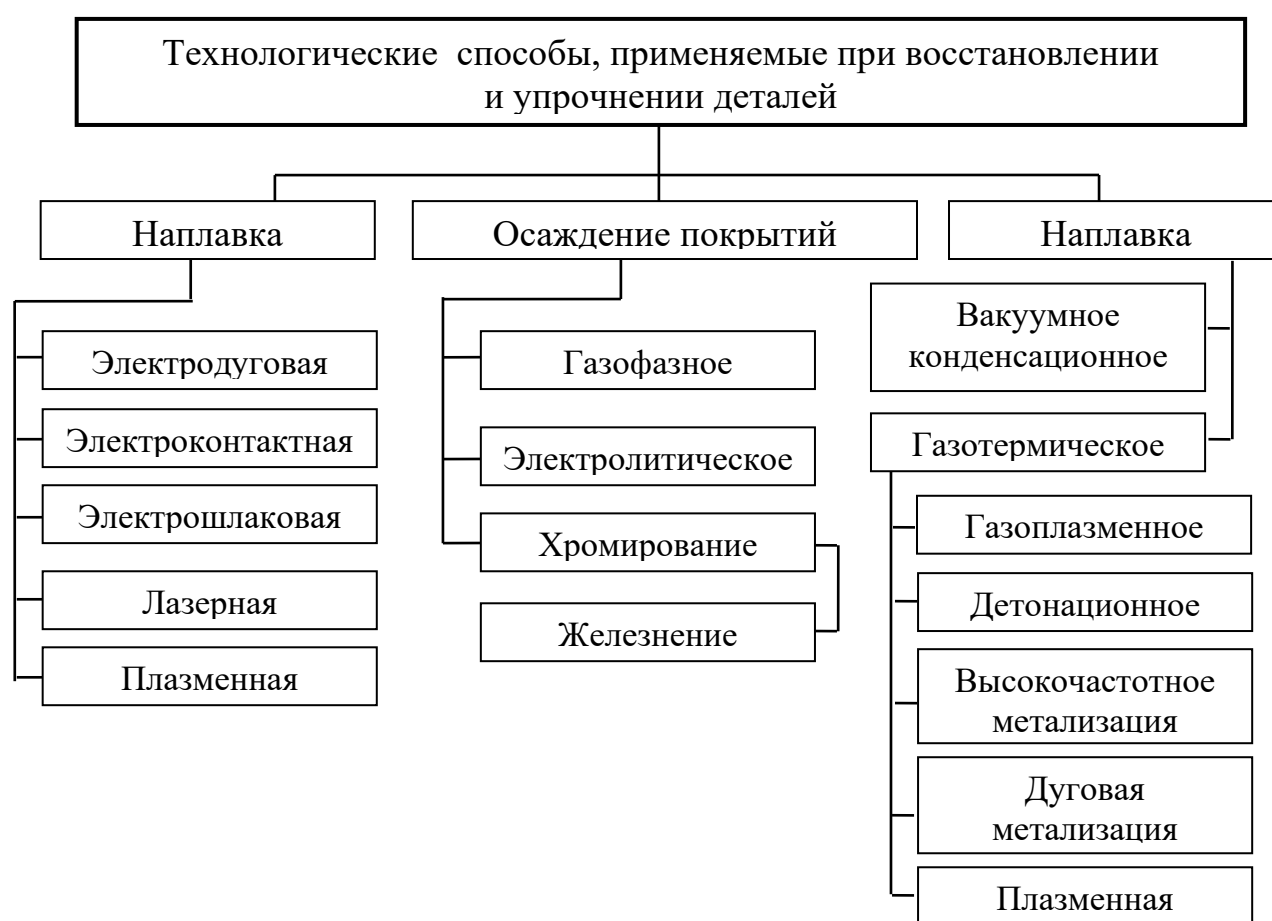 Технологические способы, применяемые при восстановлении
и упрочнении деталей
Наплавка
Осаждение покрытий
Наплавка
Электродуговая
Электроконтактная
Электрошлаковая
Лазерная
Плазменная
Газофазное
Электролитическое
Хромирование
Железнение
Вакуумное
конденсационное
Газотермическое
Газоплазменное
Детонационное
Высокочастотное
метализация
Дуговая
метализация
Плазменная